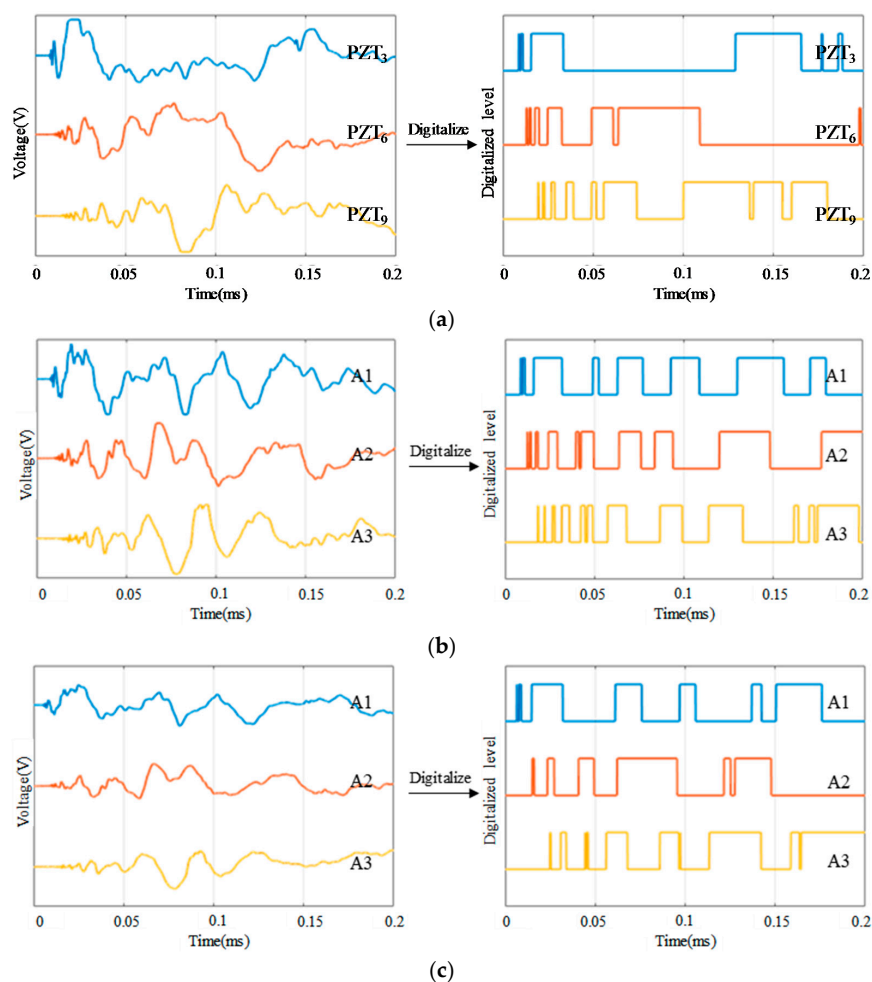 Voltage(V)
PZT3
PZT6
PZT9
0 0.05 0.1 0.15 0.2
Time(ms)
Digitalize
Digitalized level
PZT3
PZT6
PZT9
0 0.05 0.1 0.15 0.2
Time(ms)
(a)
Voltage(V)
A1
A2
A3
0 0.05 0.1 0.15 0.2
Time(ms)
Digitalize
Digitalized level
A1
A2
A3
0 0.05 0.1 0.15 0.2
Time(ms)
(b)
Voltage(V)
A1
A2
A3
0 0.05 0.1 0.15 0.2
Time(ms)
Digitalize
Digitalized level
A1
A2
A3
0 0.05 0.1 0.15 0.2
Time(ms)
(c)